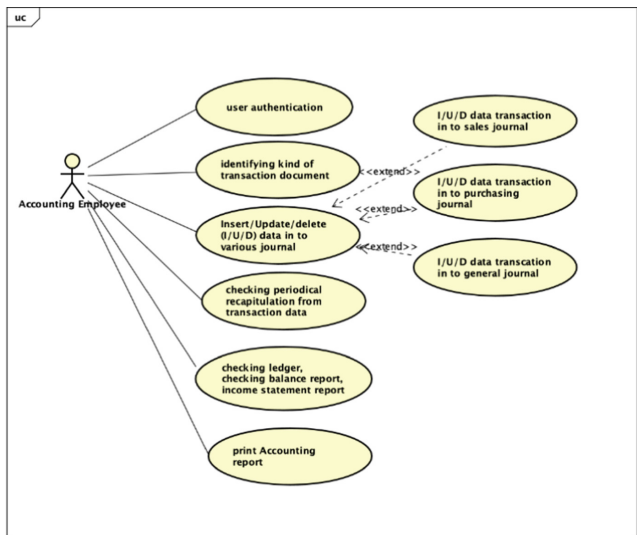 uc
user authentication
I/U/D data transaction
in to sales journal
identifying kind of
transaction document
<<extend>>
I/U/D data transaction
in to purchasing
journal
Accounting Employee
<<extend>>
Insert/Update/delete
(I/U/D) data in to
various journal
<<extend>>
I/U/D data transcation
in to general journal
checking periodical
recapitulation from
transaction data
checking ledger,
checking balance report,
income statement report
print Accounting
report